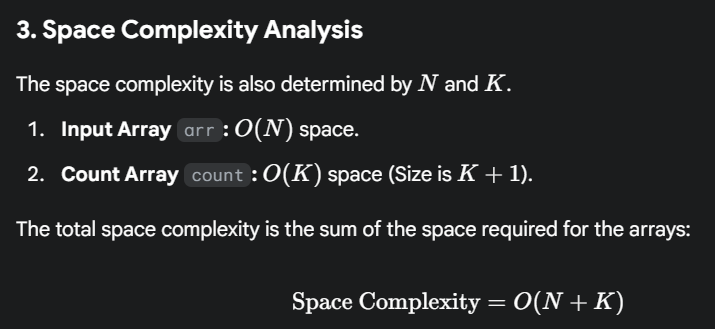 3. Space Complexity Analysis
The space complexity is also determined by N and K.
1. Input Array arr : O(N) space.
2. Count Array count : O(K) space (Size is K + 1).
The total space complexity is the sum of the space required for the arrays:
Space Complexity = O(N + K)